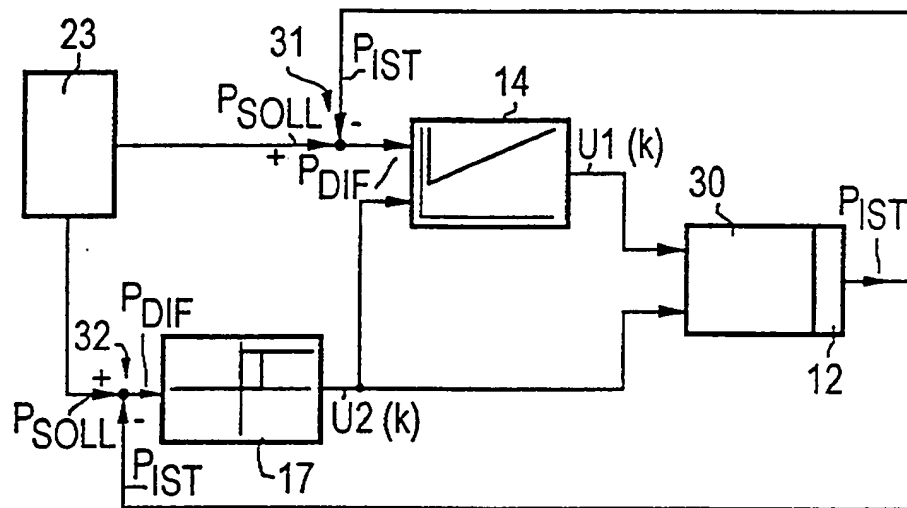 23
31
P_IST
14
P_SOLL
+
-
P_DIF
U1 (k)
30
P_IST
12
P_DIF
32
+
-
P_SOLL
P_IST
U2 (k)
17